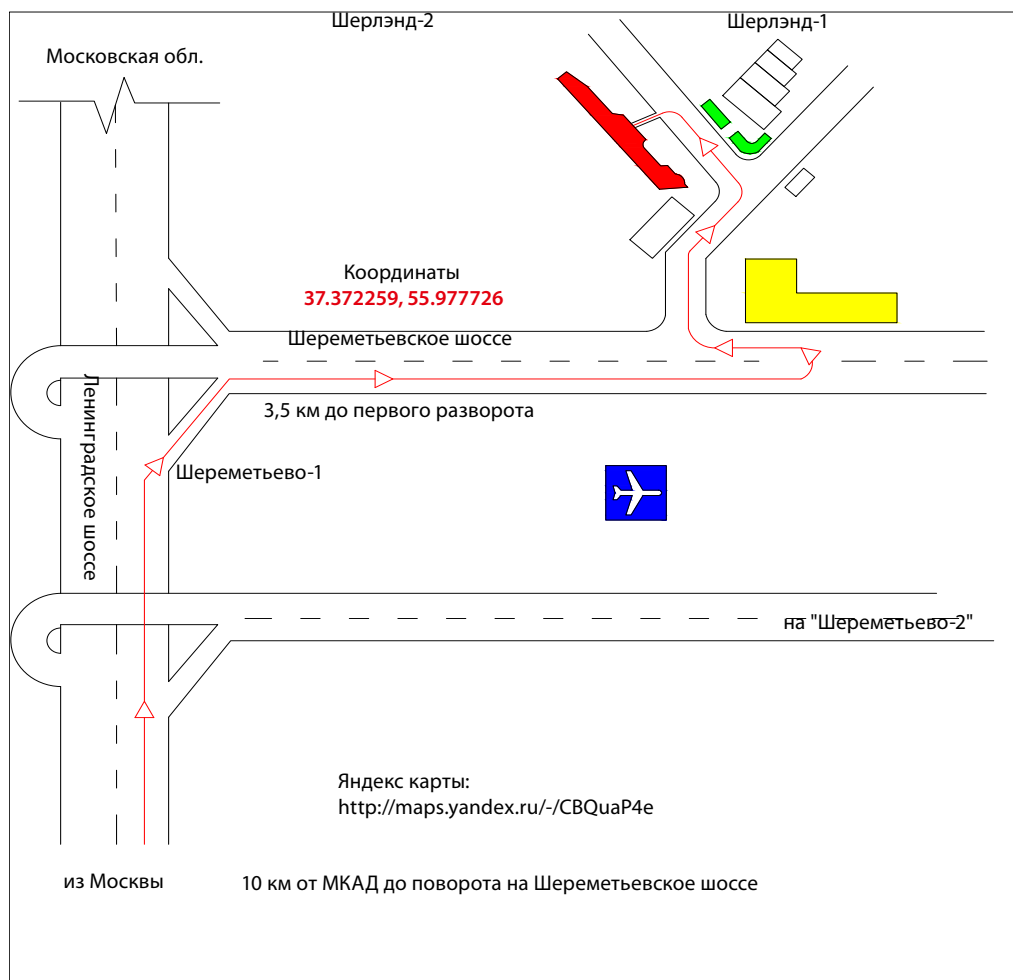 Шерлэнд-2
Шерлэнд-1
Московская обл.
Координаты
37.372259, 55.977726
Шереметьевское шоссе
Ленинградское шоссе
3,5 км до первого разворота
Шереметьево-1
на "Шереметьево-2"
Яндекс карты:
http://maps.yandex.ru/-/CBQuaP4e
из Москвы
10 км от МКАД до поворота на Шереметьевское шоссе